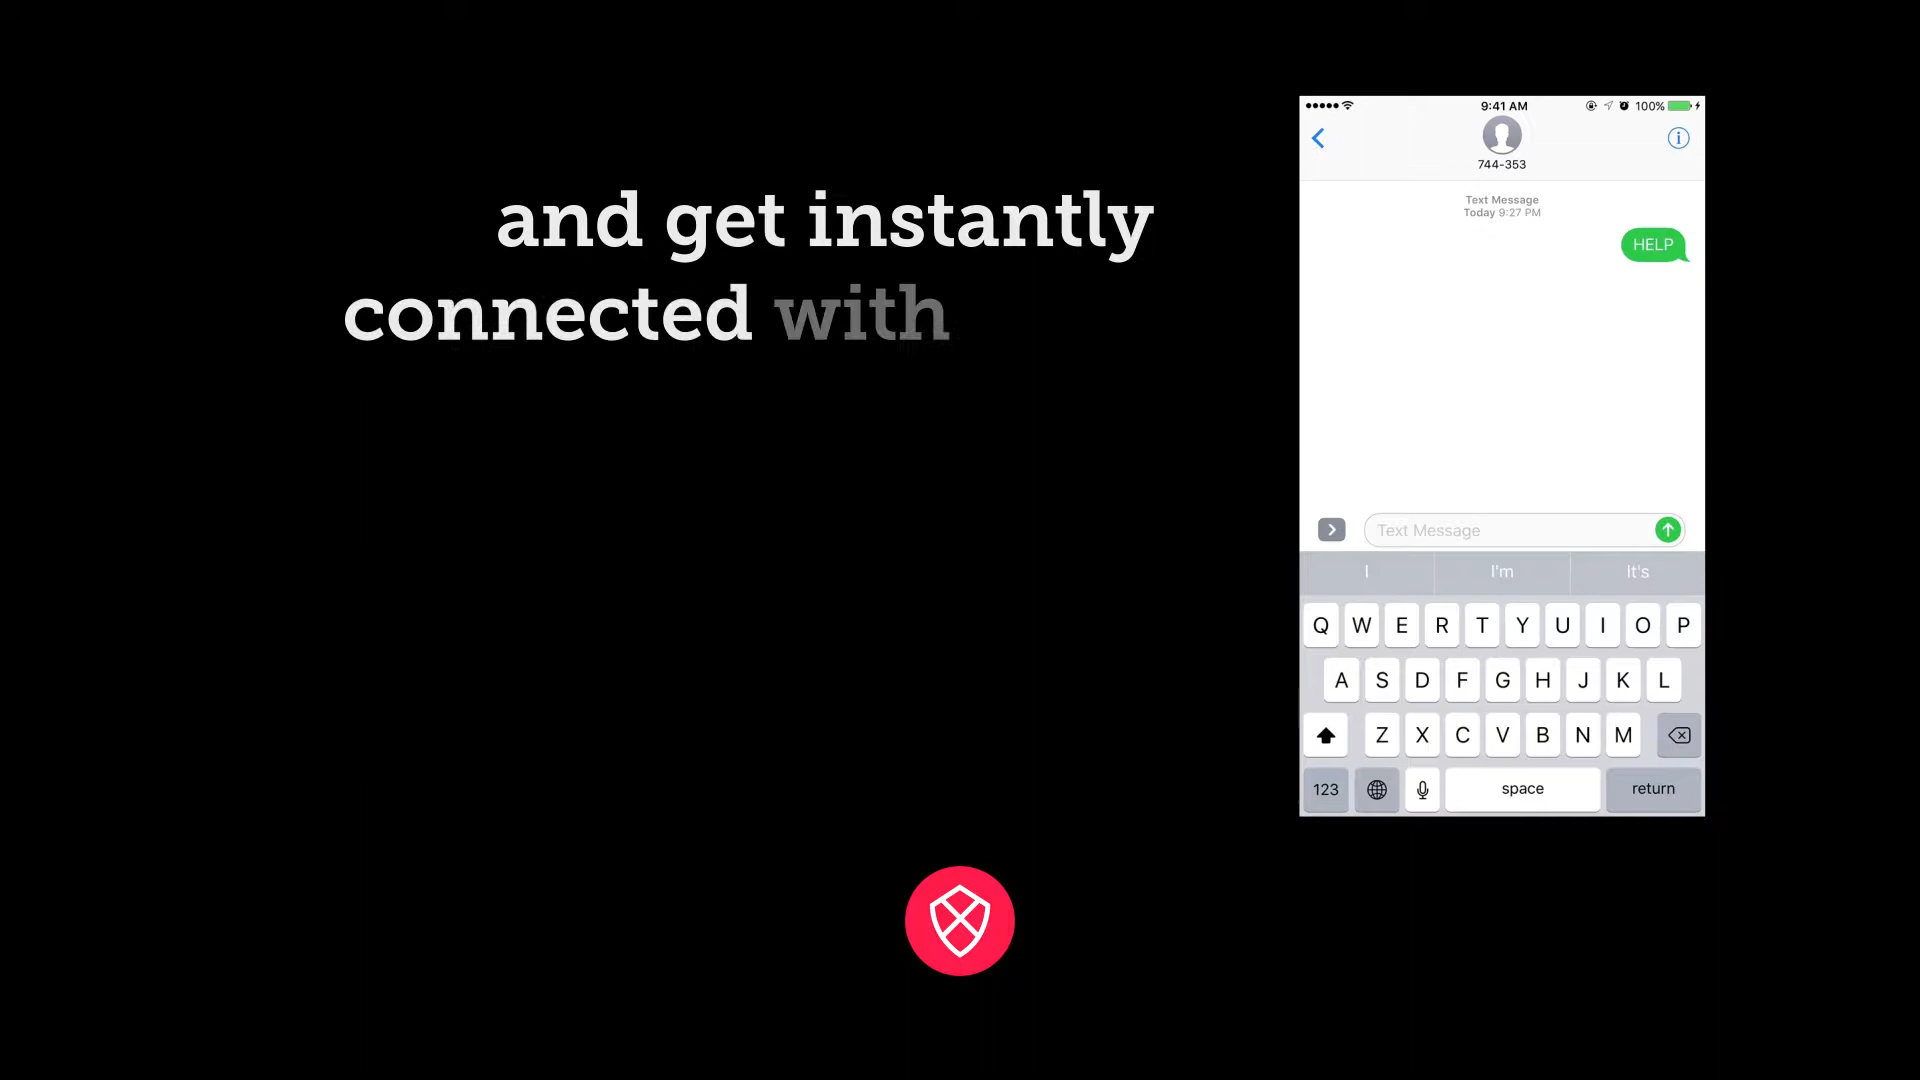 and get instantly
connected with
9:41 AM
100%
744-353
Text Message
Today 9:27 PM
HELP
Text Message
I I'm It's
Q W E R T Y U I O P
A S D F G H J K L
Z X C V B N M
123 space return